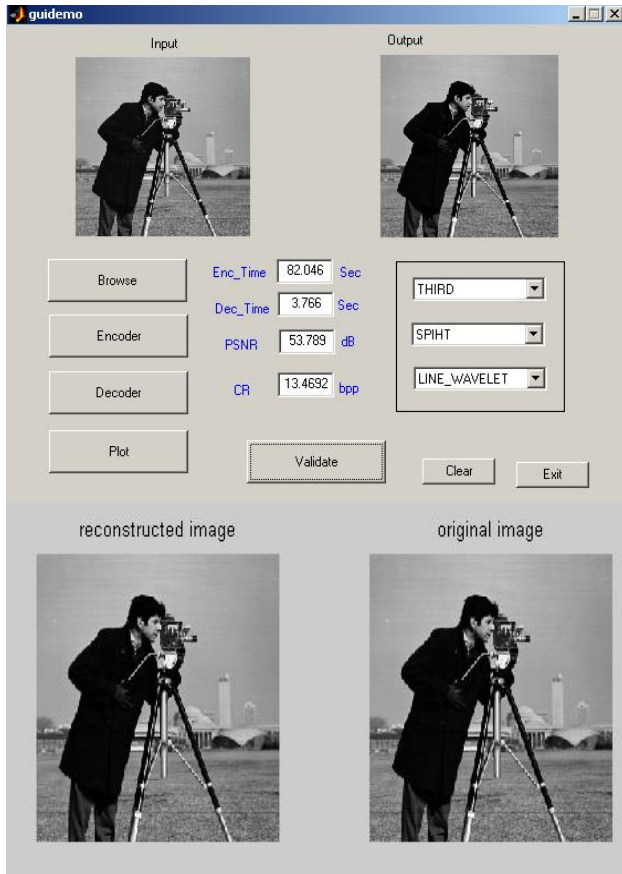 guidemo
Input Output
Browse
Encoder
Decoder
Plot
Enc_Time 82.046 Sec
Dec_Time 3.766 Sec
PSNR 53.789 dB
CR 13.4692 bpp
THIRD
SPIHT
LINE_WAVELET
Validate
Clear
Exit
reconstructed image original image